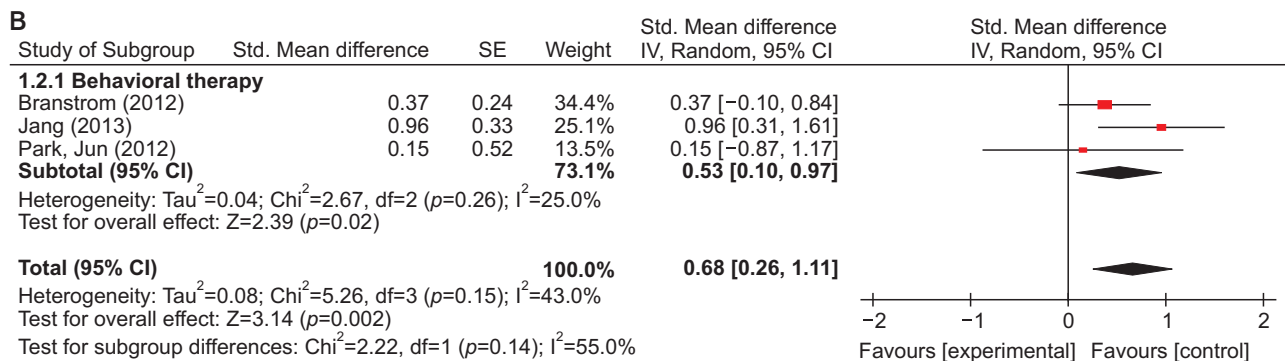 B
Std. Mean difference Std. Mean difference
Study of Subgroup Std. Mean difference SE Weight IV, Random, 95% CI IV, Random, 95% CI
1.2.1 Behavioral therapy
Branstrom (2012) 0.37 0.24 34.4% 0.37 [−0.10, 0.84]
Jang (2013) 0.96 0.33 25.1% 0.96 [0.31, 1.61]
Park, Jun (2012) 0.15 0.52 13.5% 0.15 [−0.87, 1.17]
Subtotal (95% CI) 73.1% 0.53 [0.10, 0.97]
Heterogeneity: Tau²=0.04; Chi²=2.67, df=2 (p=0.26); I²=25.0%
Test for overall effect: Z=2.39 (p=0.02)
Total (95% CI) 100.0% 0.68 [0.26, 1.11]
Heterogeneity: Tau²=0.08; Chi²=5.26, df=3 (p=0.15); I²=43.0%
Test for overall effect: Z=3.14 (p=0.002)
Test for subgroup differences: Chi²=2.22, df=1 (p=0.14); I²=55.0%
−2 −1 0 1 2
Favours [experimental] Favours [control]